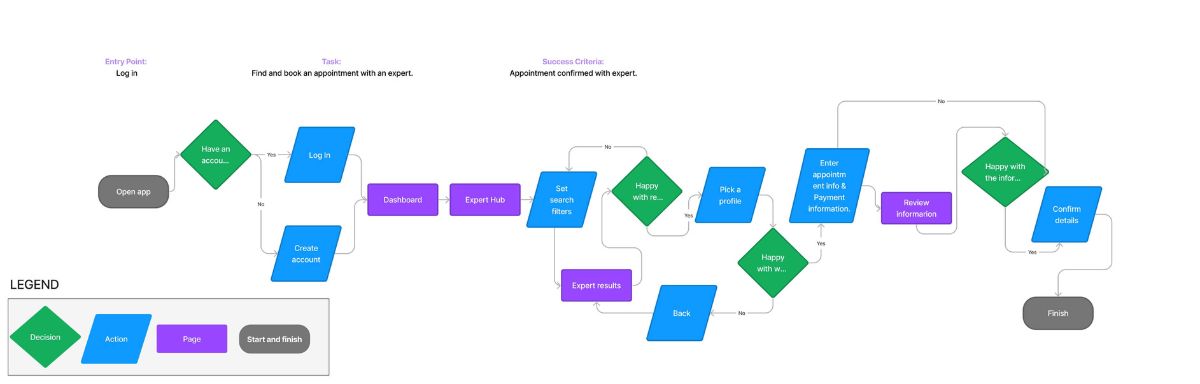 Entry Point:
Log in
Task:
Find and book an appointment with an expert.
Success Criteria:
Appointment confirmed with expert.
Open app
Have an
accou...
Yes
No
Log In
Create
account
Dashboard
Expert Hub
Set
search
filters
No
Happy
with re...
Yes
Expert results
Pick a
profile
Happy
with w...
No
Back
Yes
Enter
appointm
ent Info &
Payment
information.
No
Review
Informarion
Happy with
the infor...
Yes
Confirm
details
Finish
LEGEND
Decision
Action
Page
Start and finish